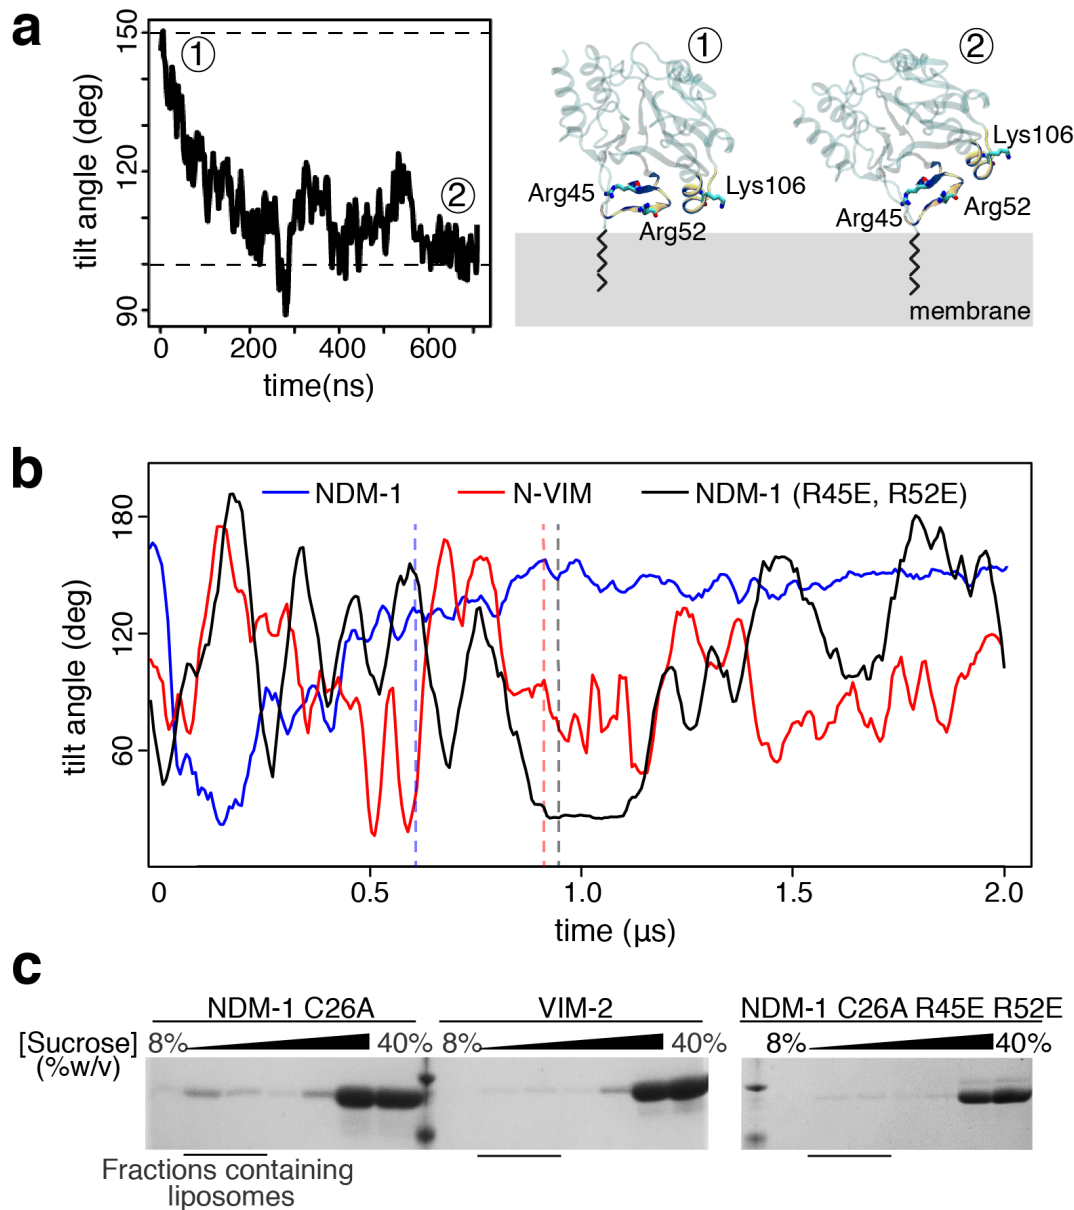 a
150
120
90
tilt angle (deg)
0 200 400 600
time(ns)
1
2
1
2
Arg45
Arg52
Lys106
Arg45
Arg52
Lys106
membrane
b
NDM-1 N-VIM NDM-1 (R45E, R52E)
180
120
60
tilt angle (deg)
0 0.5 1.0 1.5 2.0
time (µs)
c
NDM-1 C26A VIM-2 NDM-1 C26A R45E R52E
[Sucrose]
(%w/v)
8% 40% 8% 40% 8% 40%
Fractions containing
liposomes